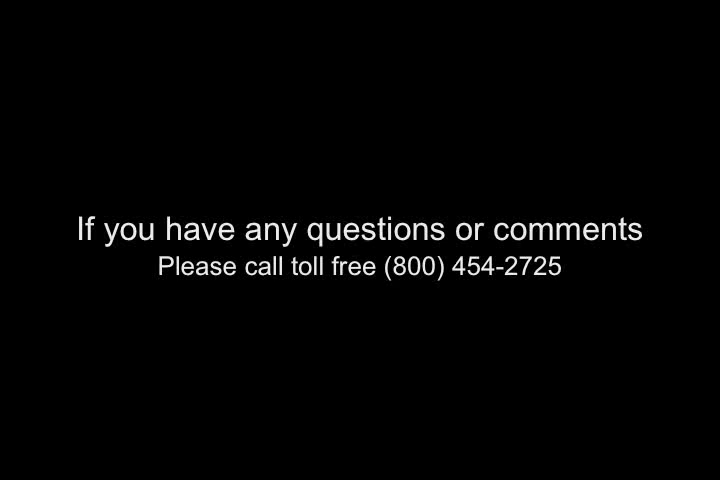 If you have any questions or comments
Please call toll free (800) 454-2725